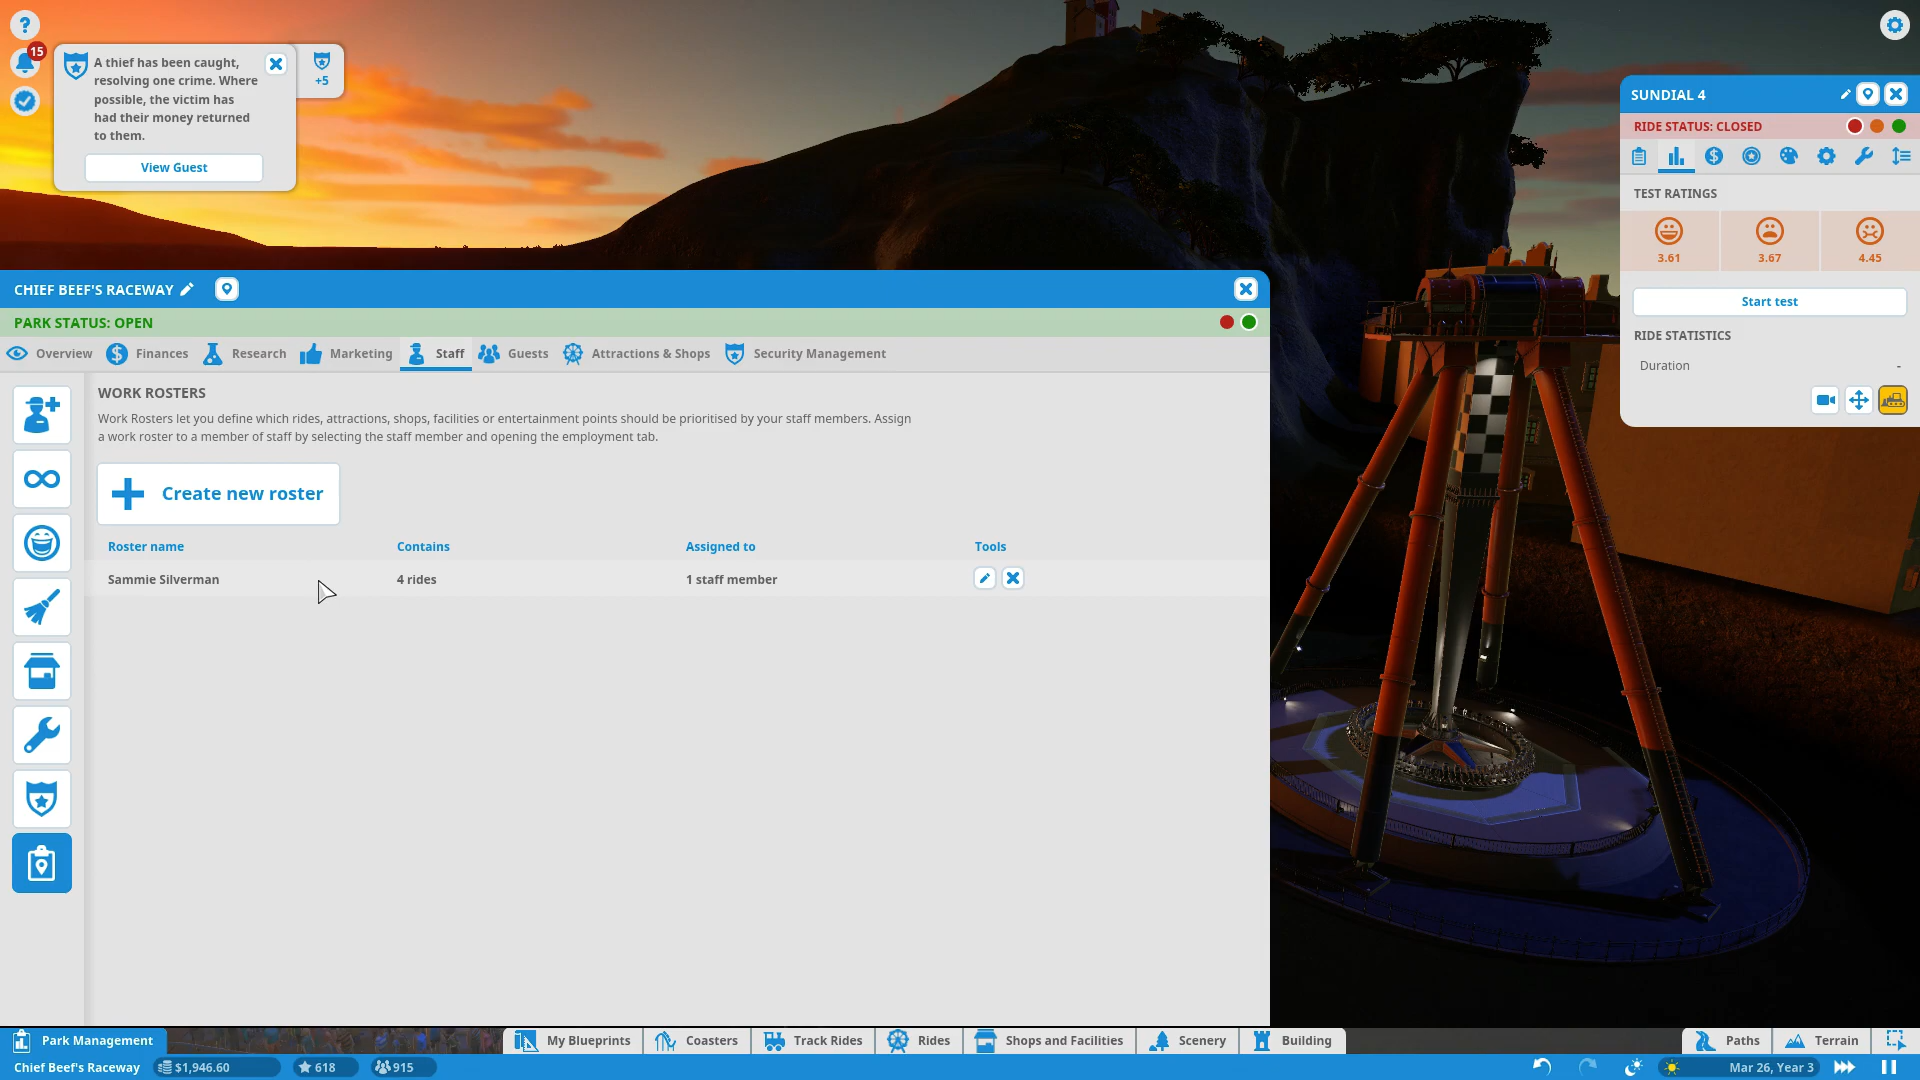 ?
15
A thief has been caught,
resolving one crime. Where
possible, the victim has
had their money returned
to them.
View Guest
+5
SUNDIAL 4
RIDE STATUS: CLOSED
TEST RATINGS
3.61 3.67 4.45
Start test
RIDE STATISTICS
Duration -
CHIEF BEEF'S RACEWAY
PARK STATUS: OPEN
Overview Finances Research Marketing Staff Guests Attractions & Shops Security Management
WORK ROSTERS
Work Rosters let you define which rides, attractions, shops, facilities or entertainment points should be prioritised by your staff members. Assign
a work roster to a member of staff by selecting the staff member and opening the employment tab.
Create new roster
Roster name Contains Assigned to Tools
Sammie Silverman 4 rides 1 staff member
Park Management My Blueprints Coasters Track Rides Rides Shops and Facilities Scenery Building Paths Terrain
Chief Beef's Raceway $1,946.60 618 915 Mar 26, Year 3